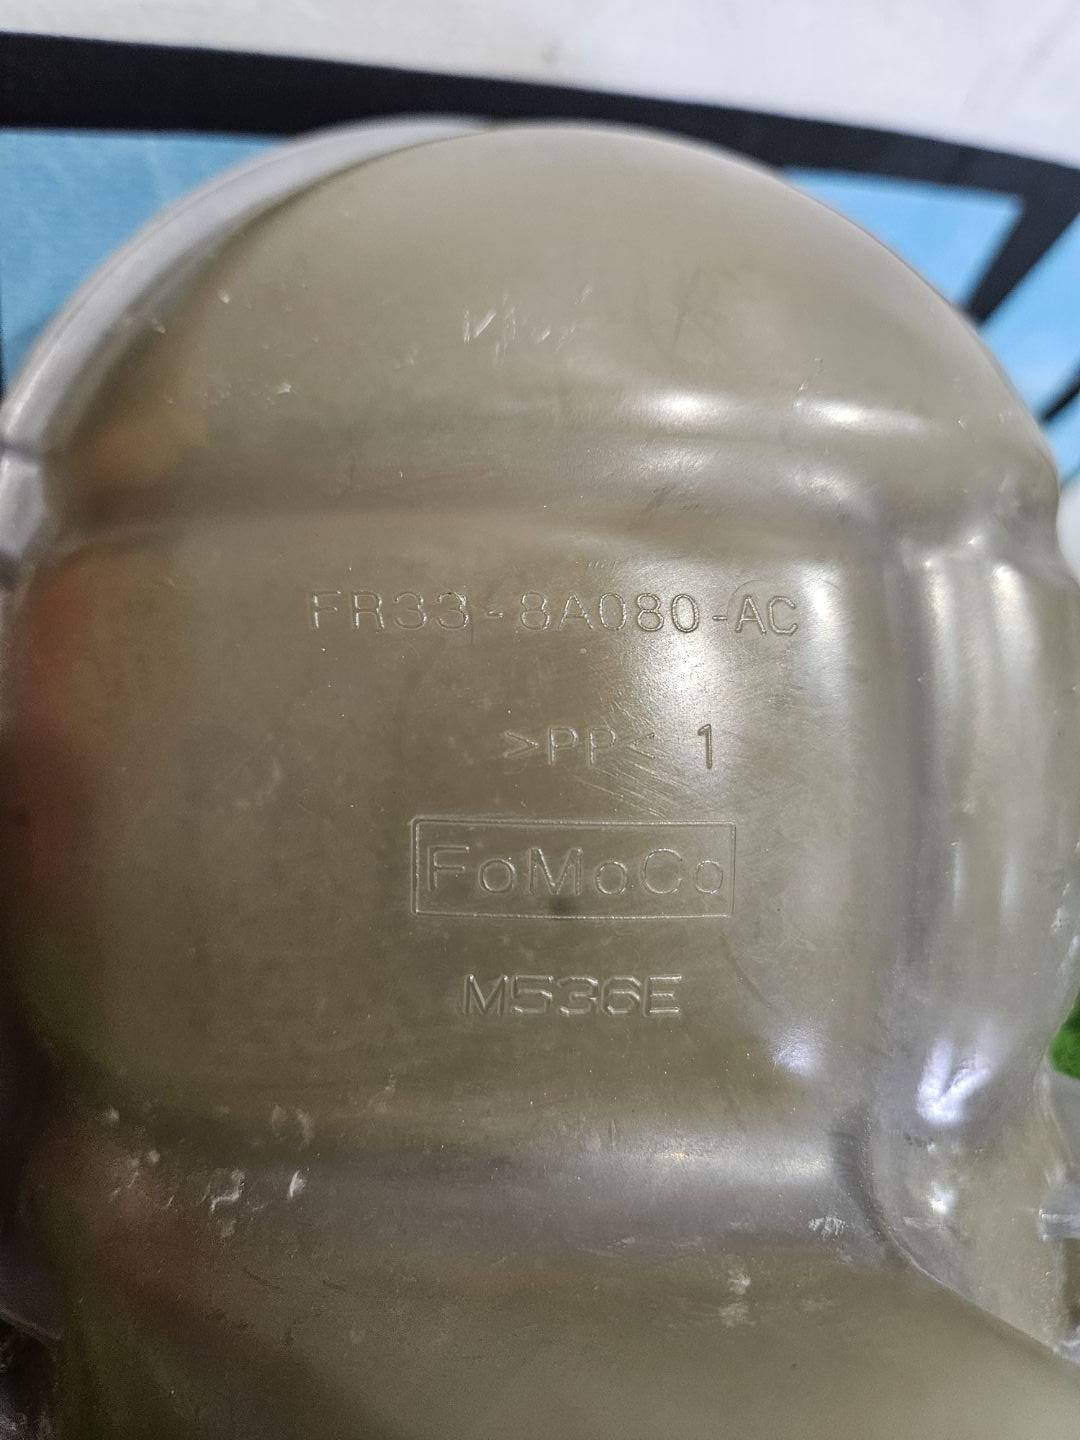 FR33-8A080-AC
>PP< 1
FoMoCo
M536E